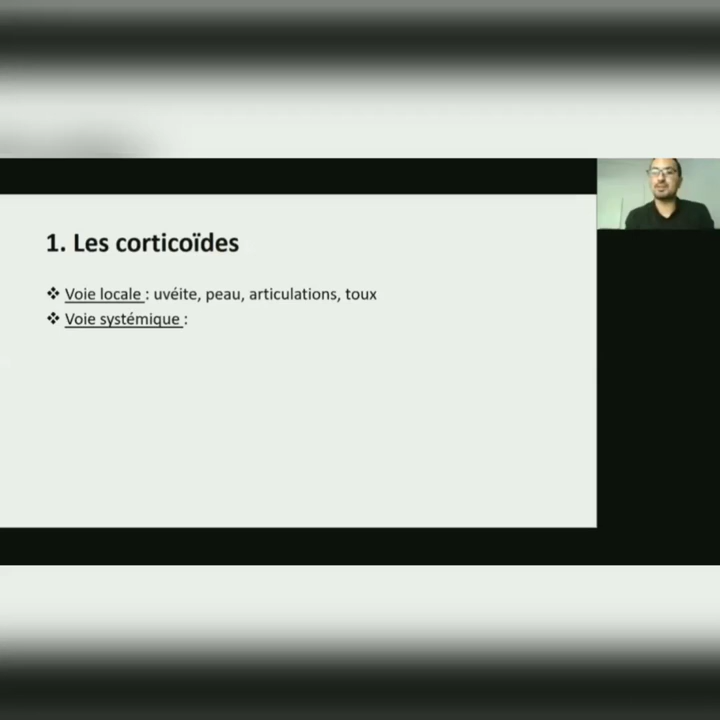 1. Les corticoïdes
❖ Voie locale : uvéite, peau, articulations, toux
❖ Voie systémique :